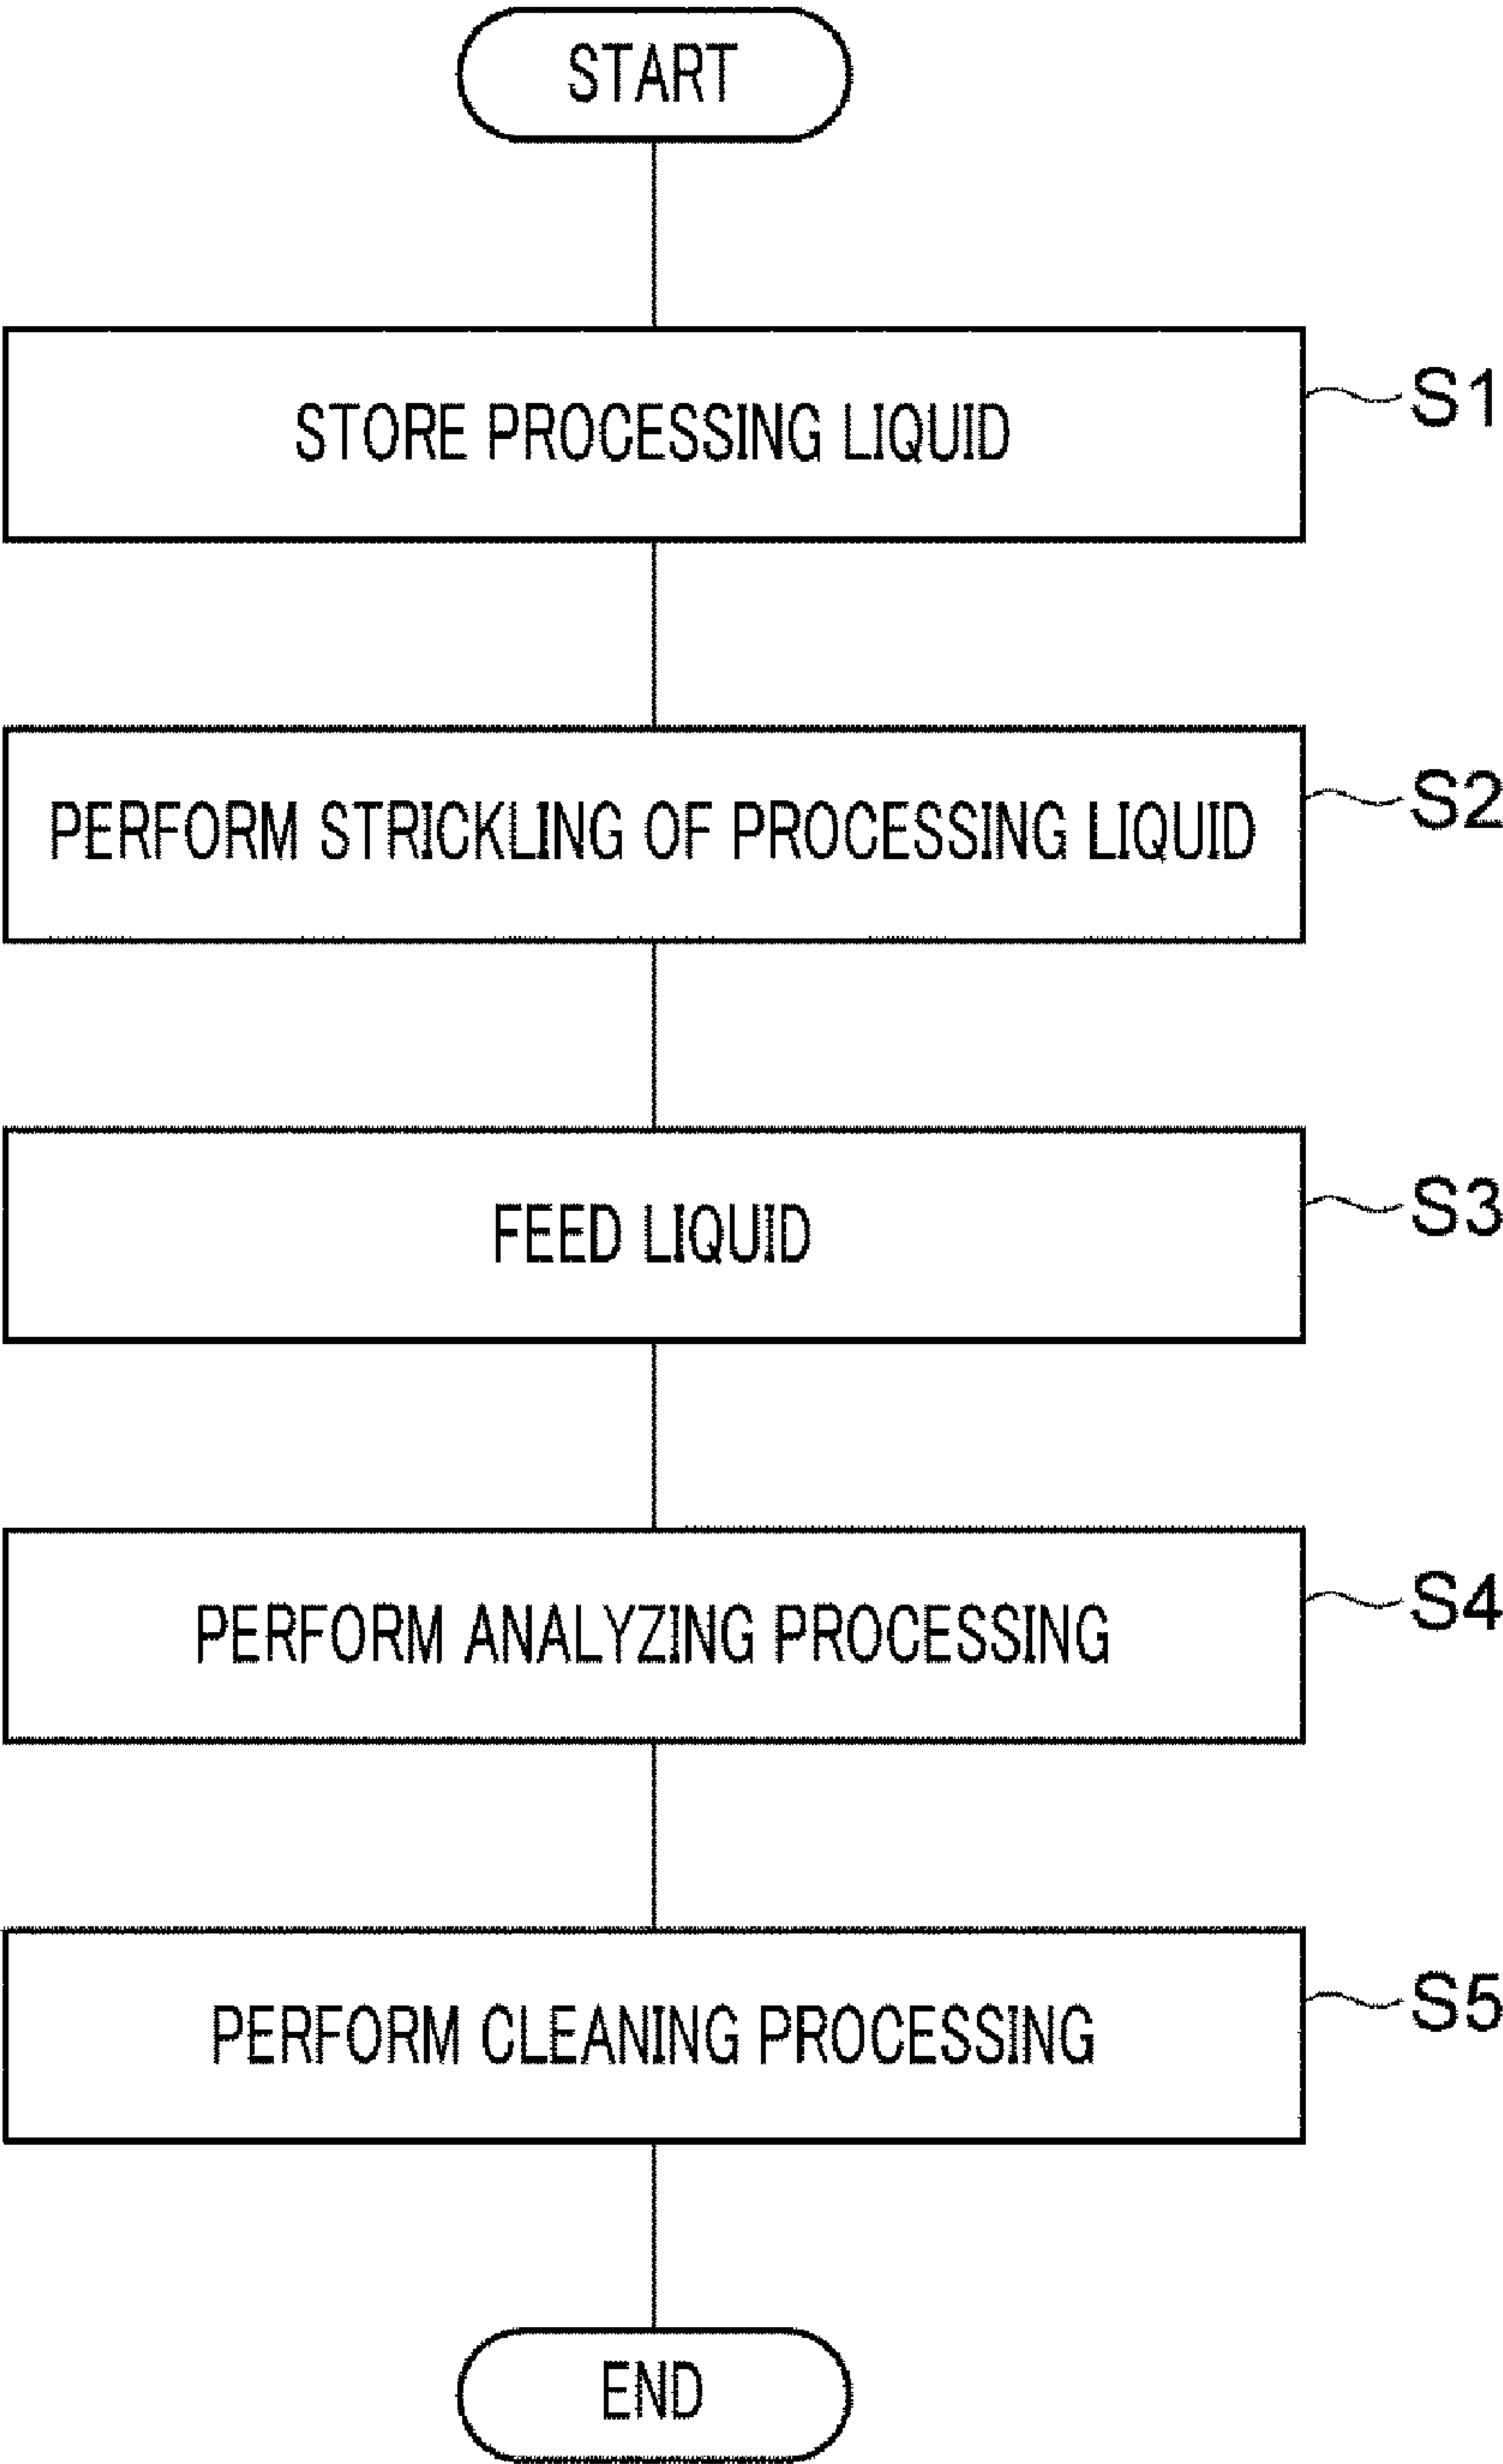 START
STORE PROCESSING LIQUID
S1
PERFORM STRICKLING OF PROCESSING LIQUID
S2
FEED LIQUID
S3
PERFORM ANALYZING PROCESSING
S4
PERFORM CLEANING PROCESSING
S5
END